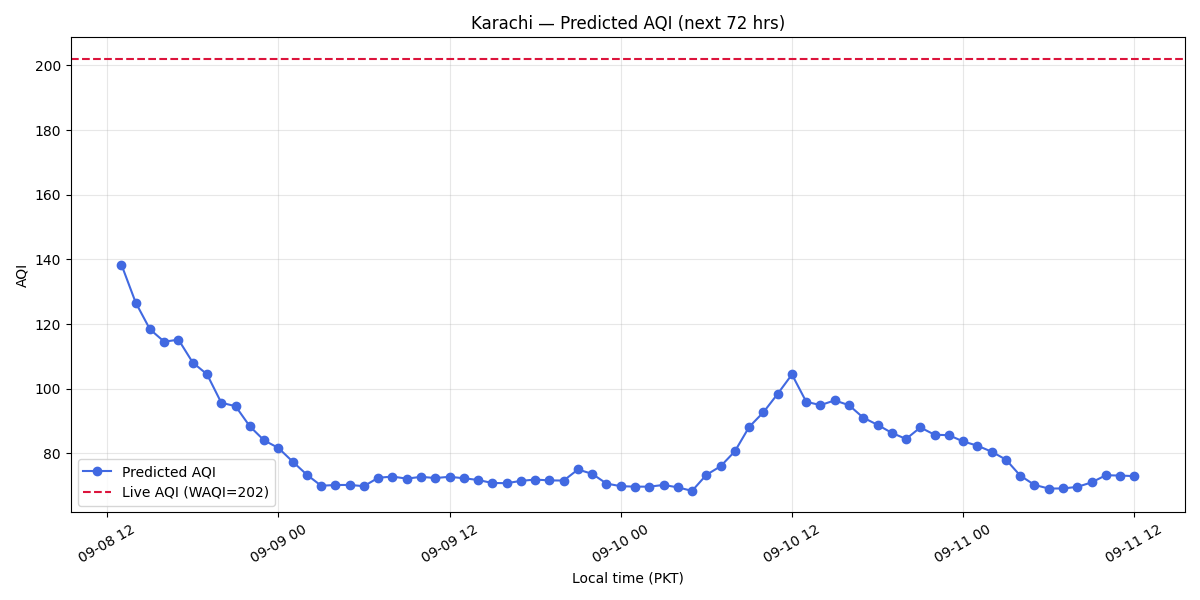 Karachi — Predicted AQI (next 72 hrs)
AQI
200
180
160
140
120
100
80
Predicted AQI
Live AQI (WAQI=202)
09-08 12
09-09 00
09-09 12
09-10 00
09-10 12
09-11 00
09-11 12
Local time (PKT)